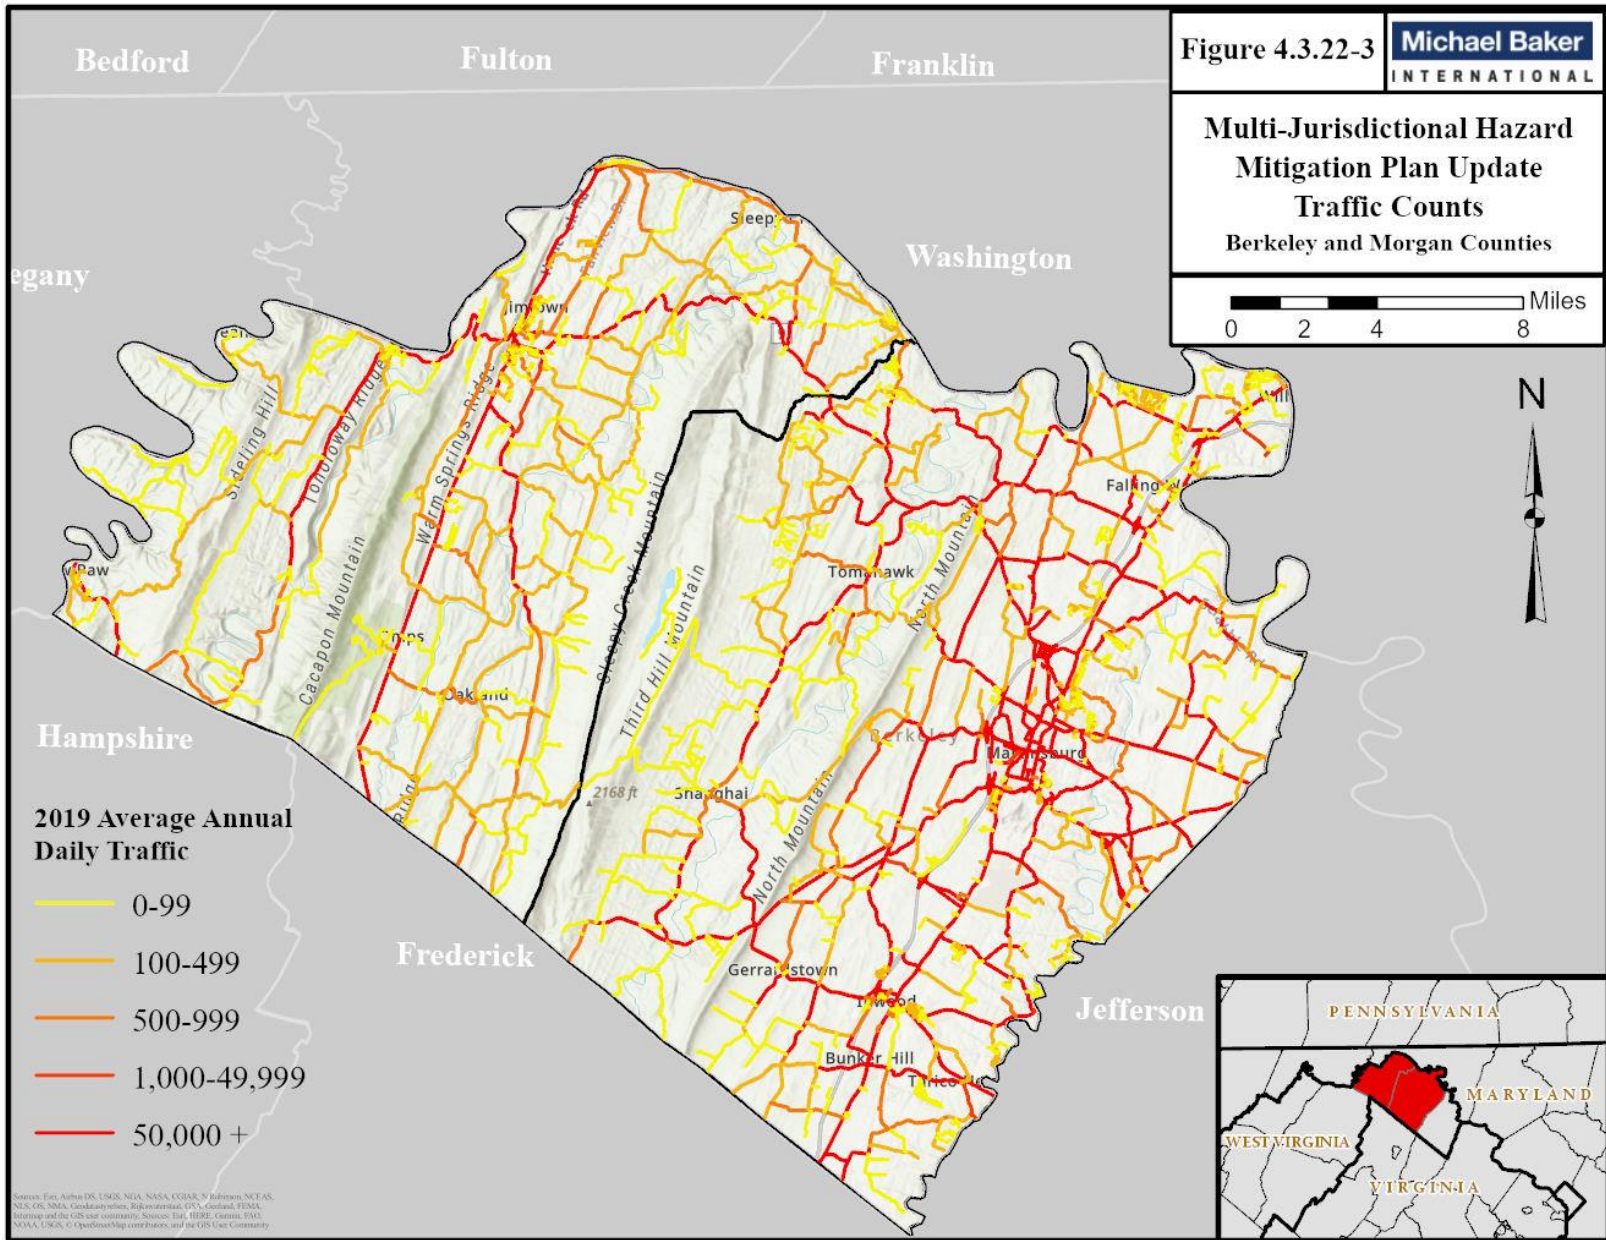 Bedford
Fulton
Franklin
Figure 4.3.22-3
Michael Baker
INTERNATIONAL
Multi-Jurisdictional Hazard
Mitigation Plan Update
Traffic Counts
Berkeley and Morgan Counties
Miles
0 2 4 8
N
Washington
egany
Sideling Hill
Tonoloway Ridge
Warm Springs Ridge
Cacapon Mountain
Sleepy Creek Mountain
Third Hill Mountain
North Mountain
North Mountain
Tomahawk
Oakland
Ridge
2168 ft
Shanghai
Berkeley
Martinsburg
Gerrardstown
Inwood
Bunker Hill
Hampshire
Frederick
Jefferson
2019 Average Annual
Daily Traffic
0-99
100-499
500-999
1,000-49,999
50,000 +
PENNSYLVANIA
MARYLAND
WEST VIRGINIA
VIRGINIA